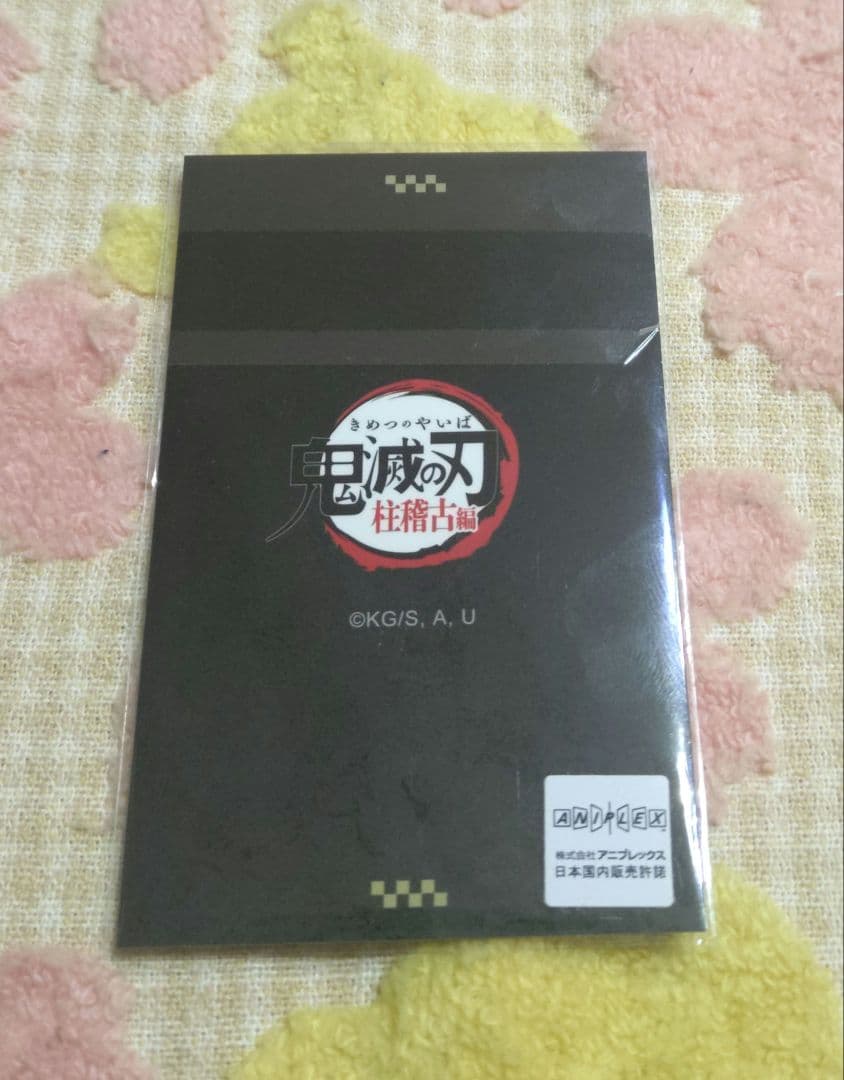 きめつのやいば
鬼滅の刃
柱稽古編
©KG/S, A, U
ANIPLEX
株式会社アニプレックス
日本国内販売許諾